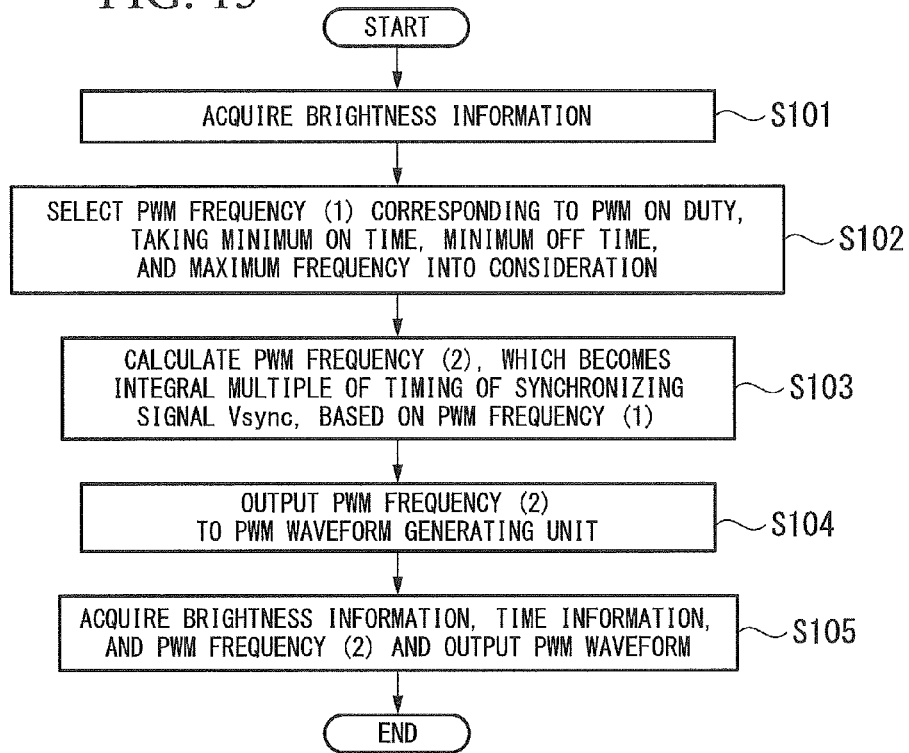 FIG. 15
START
ACQUIRE BRIGHTNESS INFORMATION
S101
SELECT PWM FREQUENCY (1) CORRESPONDING TO PWM ON DUTY,
TAKING MINIMUM ON TIME, MINIMUM OFF TIME,
AND MAXIMUM FREQUENCY INTO CONSIDERATION
S102
CALCULATE PWM FREQUENCY (2), WHICH BECOMES
INTEGRAL MULTIPLE OF TIMING OF SYNCHRONIZING
SIGNAL Vsync, BASED ON PWM FREQUENCY (1)
S103
OUTPUT PWM FREQUENCY (2)
TO PWM WAVEFORM GENERATING UNIT
S104
ACQUIRE BRIGHTNESS INFORMATION, TIME INFORMATION,
AND PWM FREQUENCY (2) AND OUTPUT PWM WAVEFORM
S105
END